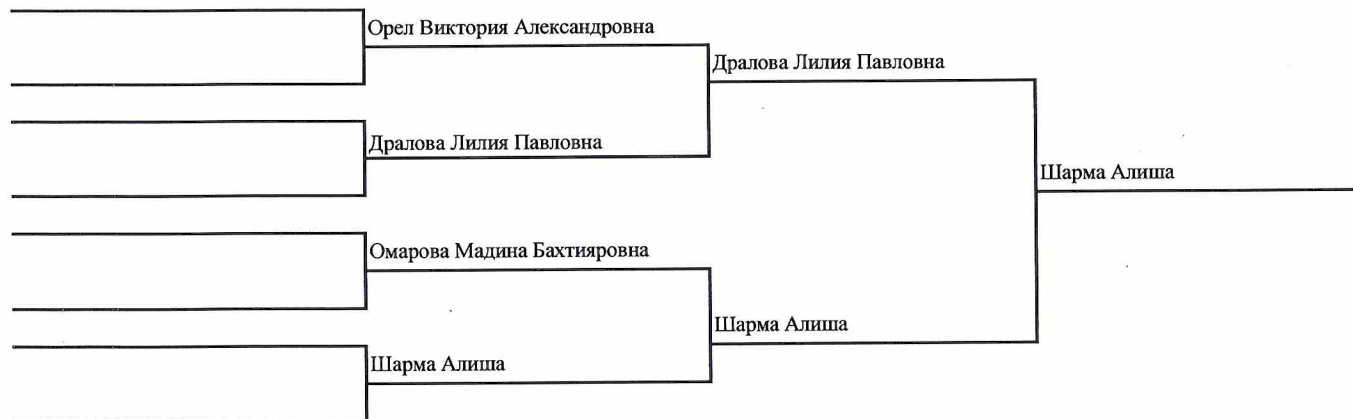 Орел Виктория Александровна
Дралова Лилия Павловна
Дралова Лилия Павловна
Шарма Алиша
Омарова Мадина Бахтияровна
Шарма Алиша
Шарма Алиша